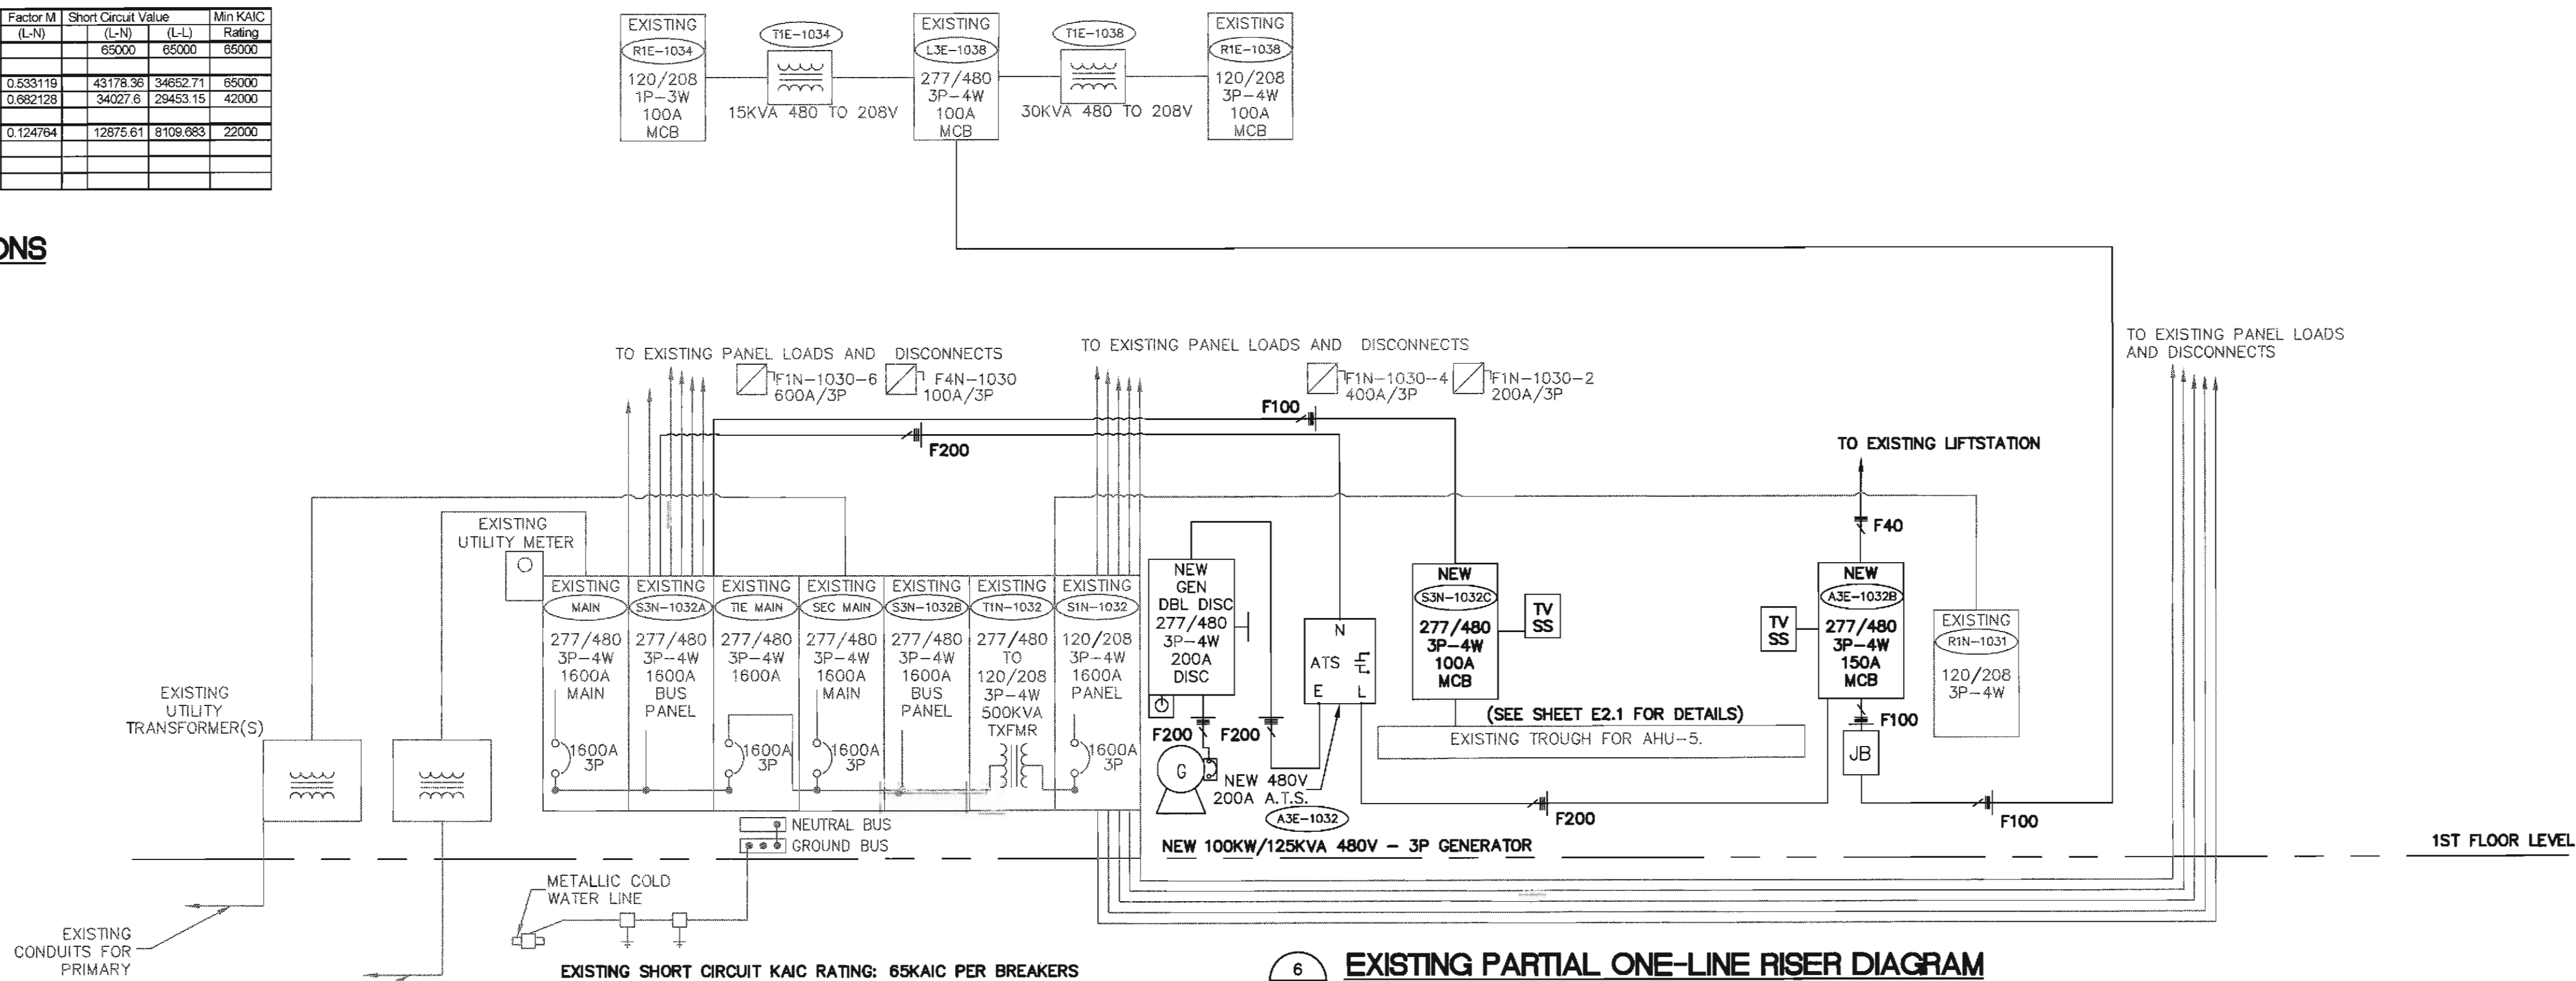 Factor M Short Circuit Value Min KAIC
(L-N) (L-N) (L-L) Rating
65000 65000 65000
0.533119 43178.36 34652.71 65000
0.682128 34027.6 29453.15 42000
0.124764 12875.61 8109.683 22000
ONS
EXISTING
R1E-1034
120/208
1P-3W
100A
MCB
T1E-1034
15KVA 480 TO 208V
EXISTING
L3E-1038
277/480
3P-4W
100A
MCB
T1E-1038
30KVA 480 TO 208V
EXISTING
R1E-1038
120/208
3P-4W
100A
MCB
TO EXISTING PANEL LOADS AND DISCONNECTS
F1N-1030-6
600A/3P
F4N-1030
100A/3P
TO EXISTING PANEL LOADS AND DISCONNECTS
F1N-1030-4
400A/3P
F1N-1030-2
200A/3P
TO EXISTING PANEL LOADS
AND DISCONNECTS
F100
F200
TO EXISTING LIFTSTATION
F40
EXISTING
UTILITY METER
EXISTING
MAIN
277/480
3P-4W
1600A
MAIN
1600A
3P
EXISTING
S3N-1032A
277/480
3P-4W
1600A
BUS
PANEL
EXISTING
TIE MAIN
277/480
3P-4W
1600A
1600A
3P
EXISTING
SEC MAIN
277/480
3P-4W
1600A
MAIN
1600A
3P
EXISTING
S3N-1032B
277/480
3P-4W
1600A
BUS
PANEL
EXISTING
T1N-1032
277/480
TO
120/208
3P-4W
500KVA
TXFMR
EXISTING
S1N-1032
120/208
3P-4W
1600A
PANEL
1600A
3P
NEW
GEN
DBL DISC
277/480
3P-4W
200A
DISC
F200
F200
G
N
ATS
E L
NEW 480V
200A A.T.S.
A3E-1032
NEW 100KW/125KVA 480V - 3P GENERATOR
NEW
S3N-1032C
277/480
3P-4W
100A
MCB
TV
SS
(SEE SHEET E2.1 FOR DETAILS)
EXISTING TROUGH FOR AHU-5.
F200
TV
SS
NEW
A3E-1032B
277/480
3P-4W
150A
MCB
F100
JB
F100
EXISTING
R1N-1031
120/208
3P-4W
EXISTING
UTILITY
TRANSFORMER(S)
NEUTRAL BUS
GROUND BUS
1ST FLOOR LEVEL
METALLIC COLD
WATER LINE
EXISTING
CONDUITS FOR
PRIMARY
EXISTING SHORT CIRCUIT KAIC RATING: 65KAIC PER BREAKERS
6
EXISTING PARTIAL ONE-LINE RISER DIAGRAM